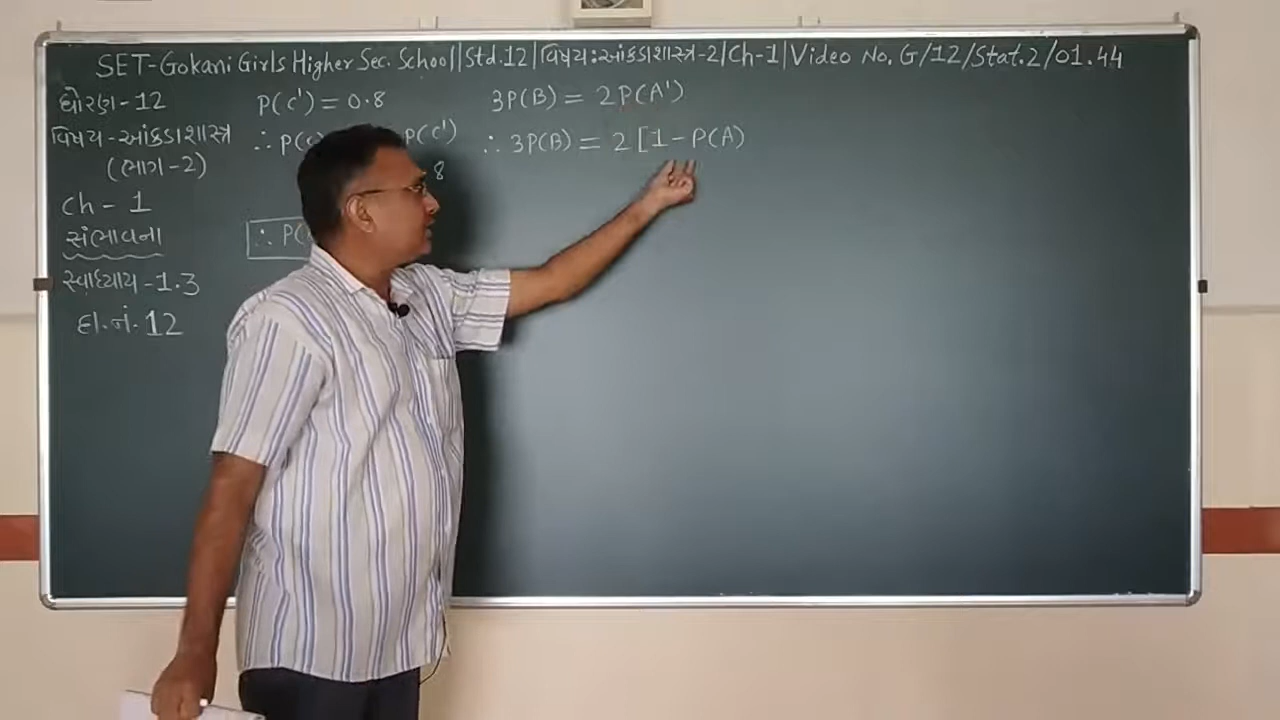 SET-Gokani Girls Higher Sec. School|Std.12|વિષય:આંકડાશાસ્ત્ર-2|Ch-1|Video No. G/12/Stat.2/01.44
ધોરણ-12
વિષય-આંકડાશાસ્ત્ર
(ભાગ-2)
Ch-1
સંભાવના
સ્વાધ્યાય-1.3
દા.નં.12
P(C') = 0.8
∴ P(C P(C')
8
∴ P(
3P(B) = 2P(A')
∴ 3P(B) = 2[1-P(A)